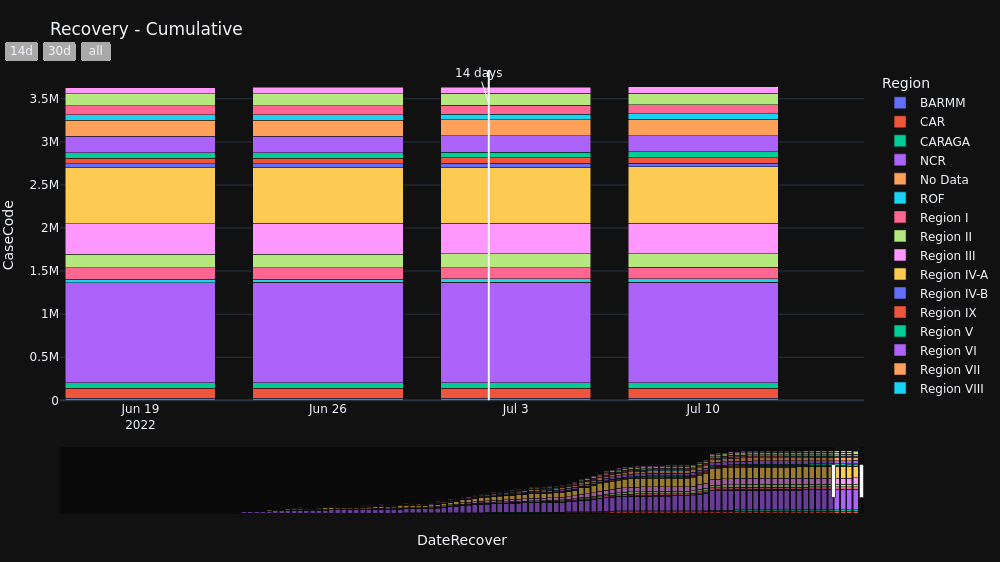 Recovery - Cumulative
14d 30d all
14 days
Region
BARMM
CAR
CARAGA
NCR
No Data
ROF
Region I
Region II
Region III
Region IV-A
Region IV-B
Region IX
Region V
Region VI
Region VII
Region VIII
CaseCode
3.5M
3M
2.5M
2M
1.5M
1M
0.5M
0
Jun 19 Jun 26 Jul 3 Jul 10
2022
DateRecover